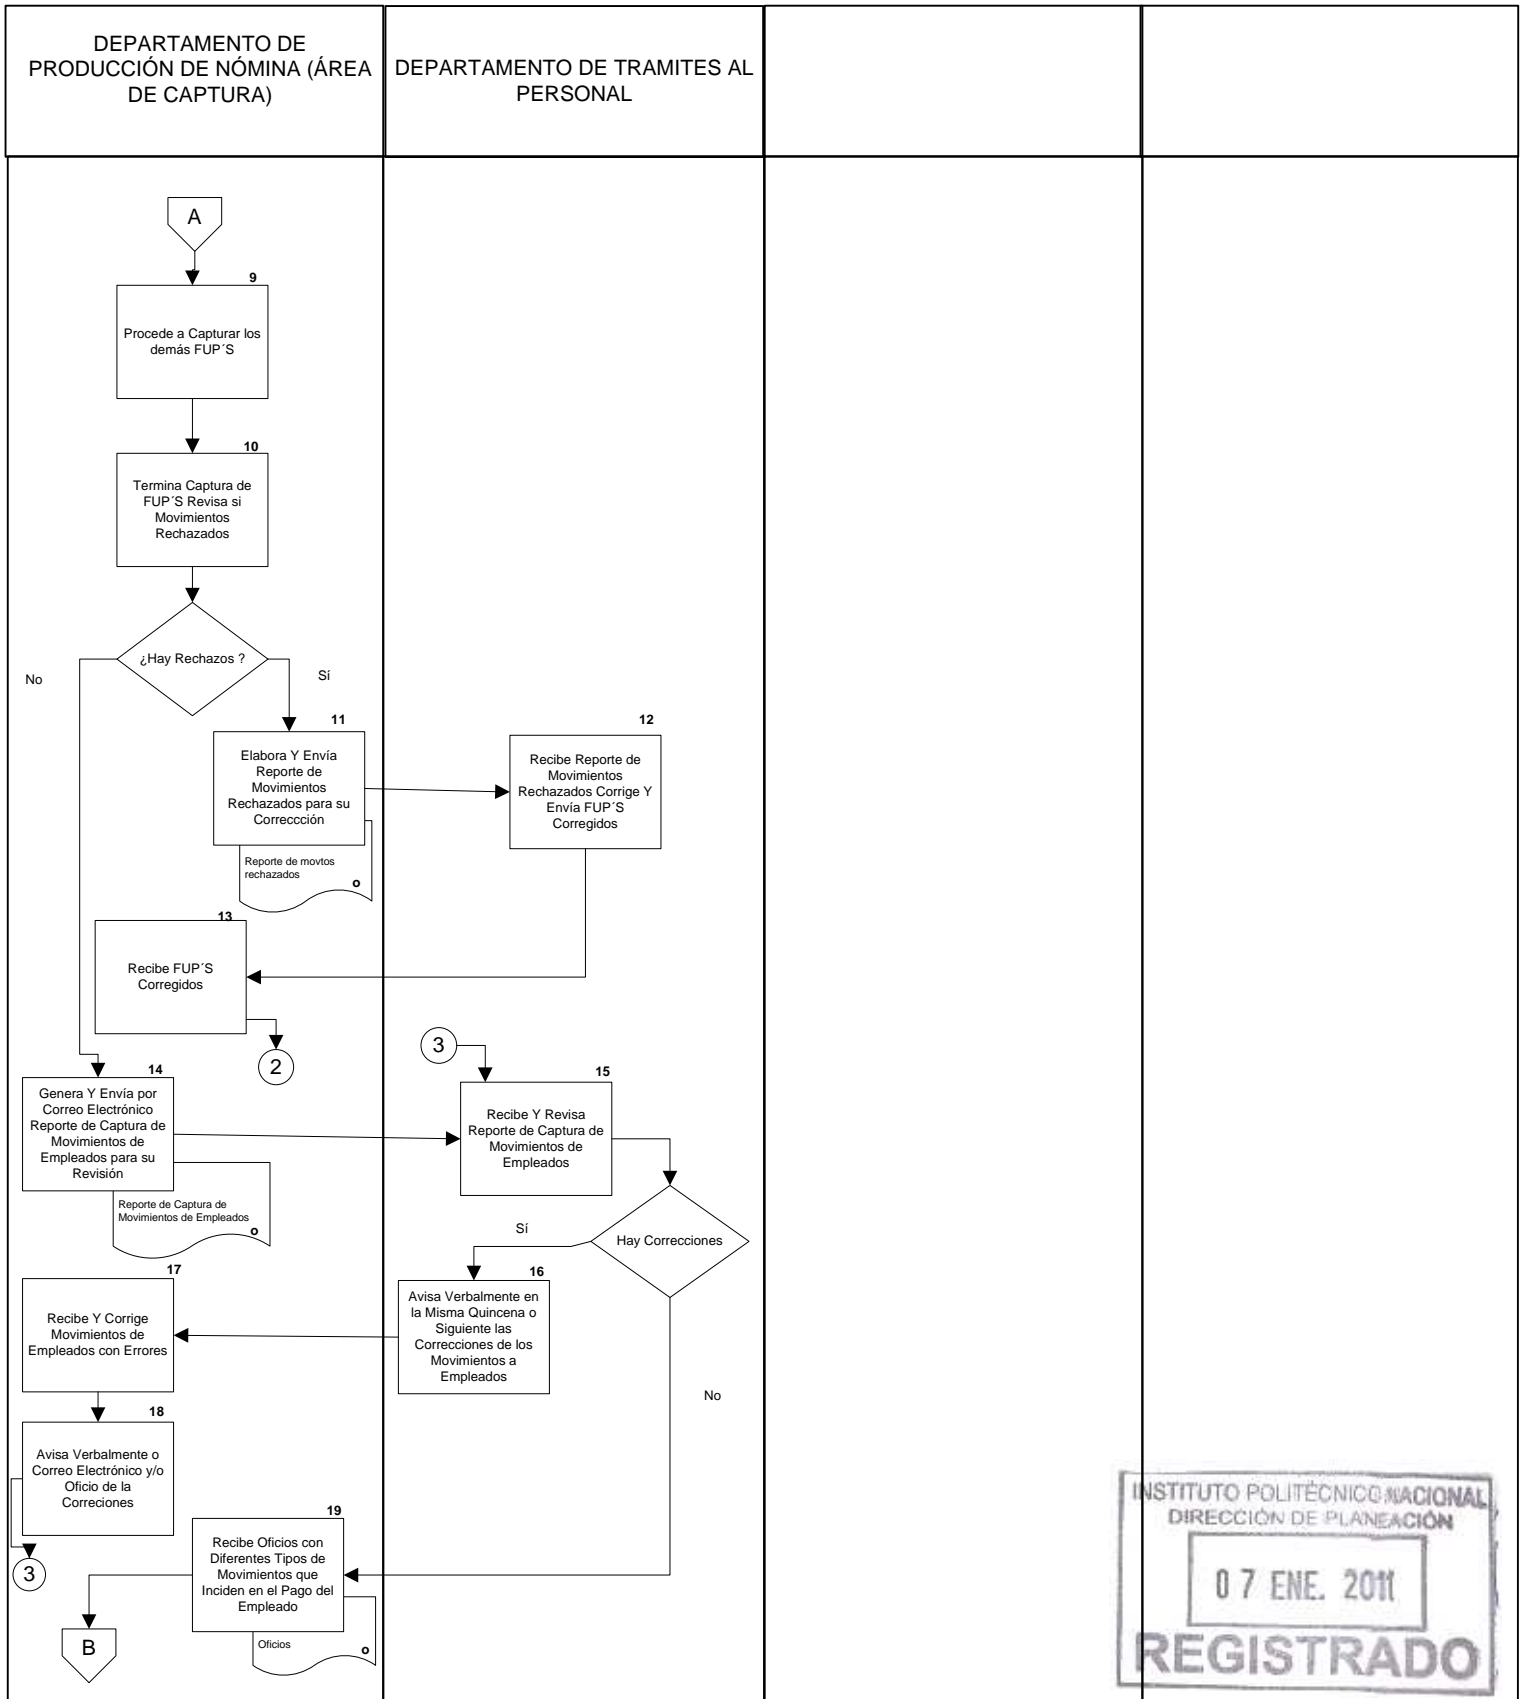 DEPARTAMENTO DE
PRODUCCIÓN DE NÓMINA (ÁREA
DE CAPTURA)
DEPARTAMENTO DE TRAMITES AL
PERSONAL
A
9
Procede a Capturar los
demás FUP´S
10
Termina Captura de
FUP´S Revisa si
Movimientos
Rechazados
¿Hay Rechazos ?
No
Sí
11
Elabora Y Envía
Reporte de
Movimientos
Rechazados para su
Correccción
Reporte de movtos
rechazados
o
12
Recibe Reporte de
Movimientos
Rechazados Corrige Y
Envía FUP´S
Corregidos
13
Recibe FUP´S
Corregidos
2
3
14
Genera Y Envía por
Correo Electrónico
Reporte de Captura de
Movimientos de
Empleados para su
Revisión
Reporte de Captura de
Movimientos de Empleados
o
15
Recibe Y Revisa
Reporte de Captura de
Movimientos de
Empleados
Hay Correcciones
Sí
No
16
Avisa Verbalmente en
la Misma Quincena o
Siguiente las
Correcciones de los
Movimientos a
Empleados
17
Recibe Y Corrige
Movimientos de
Empleados con Errores
18
Avisa Verbalmente o
Correo Electrónico y/o
Oficio de la
Correciones
3
19
Recibe Oficios con
Diferentes Tipos de
Movimientos que
Inciden en el Pago del
Empleado
Oficios
o
B
INSTITUTO POLITÉCNICO NACIONAL
DIRECCIÓN DE PLANEACIÓN
07 ENE. 2011
REGISTRADO